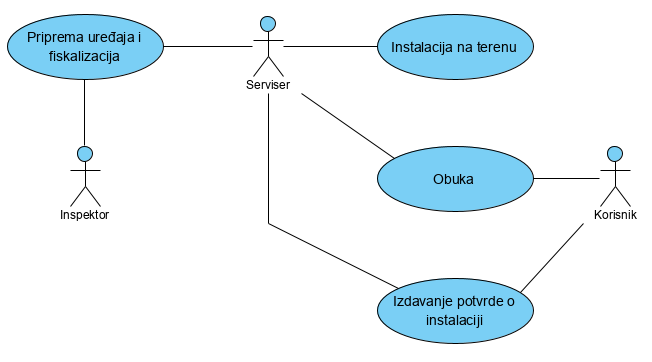 Priprema uređaja i
fiskalizacija
Serviser
Instalacija na terenu
Inspektor
Obuka
Korisnik
Izdavanje potvrde o
instalaciji